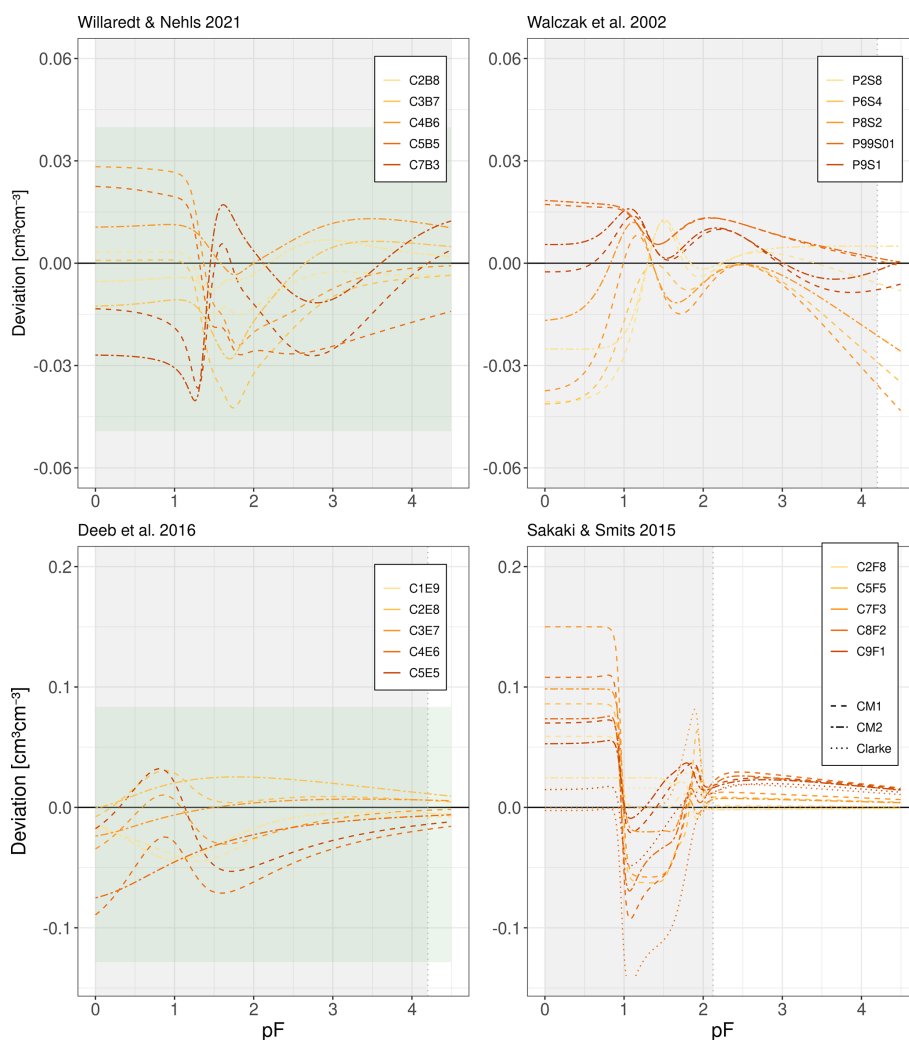 Willaredt & Nehls 2021
Walczak et al. 2002
0.06
0.03
0.00
-0.03
-0.06
Deviation [cm³cm⁻³]
C2B8
C3B7
C4B6
C5B5
C7B3
0 1 2 3 4
0.06
0.03
0.00
-0.03
-0.06
P2S8
P6S4
P8S2
P99S01
P9S1
0 1 2 3 4
Deeb et al. 2016
Sakaki & Smits 2015
0.2
0.1
0.0
-0.1
Deviation [cm³cm⁻³]
C1E9
C2E8
C3E7
C4E6
C5E5
0 1 2 3 4
pF
0.2
0.1
0.0
-0.1
C2F8
C5F5
C7F3
C8F2
C9F1
CM1
CM2
Clarke
0 1 2 3 4
pF